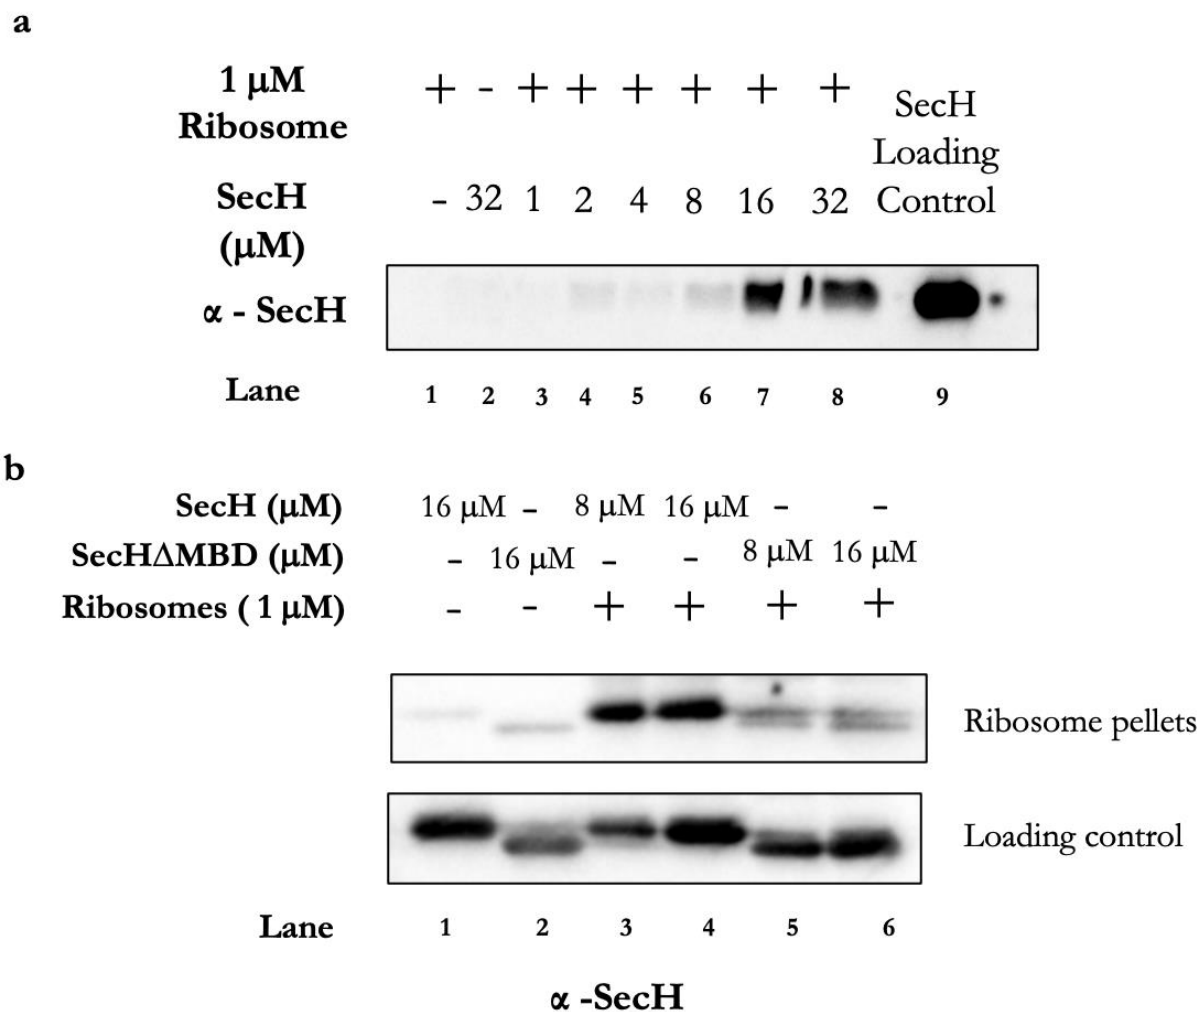 a
1 μM + - + + + + + +
Ribosome
SecH
Loading
Control
SecH - 32 1 2 4 8 16 32
(μM)
α - SecH
Lane 1 2 3 4 5 6 7 8 9
b
SecH (μM) 16 μM - 8 μM 16 μM - -
SecHΔMBD (μM) - 16 μM - - 8 μM 16 μM
Ribosomes ( 1 μM) - - + + + +
Ribosome pellets
Loading control
Lane 1 2 3 4 5 6
α -SecH